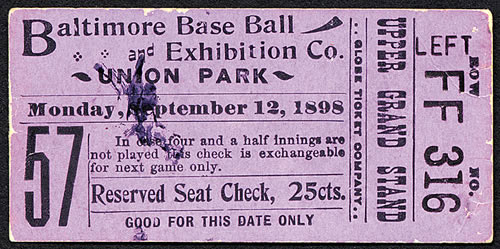 Baltimore Base Ball
and Exhibition Co.
UNION PARK
Monday, September 12, 1898
57
In case four and a half innings are
not played this check is exchangeable
for next game only.
Reserved Seat Check, 25cts.
GOOD FOR THIS DATE ONLY
..GLOBE TICKET COMPANY..
UPPER GRAND STAND
LEFT
ROW FF
NO. 316